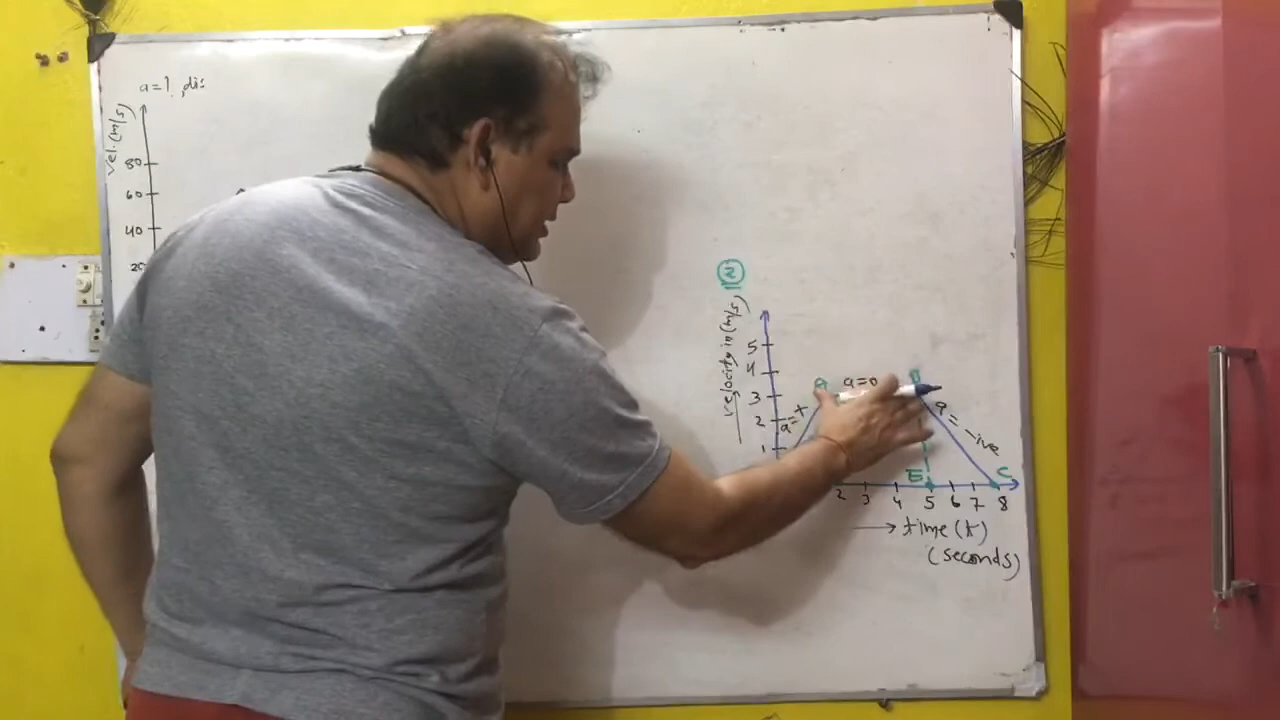 a=?, dis
vel.(m/s)
80
60
40
2
velocity in (m/s)
5
4
3
2
1
a=+
a=0
B
a= -ive
E
C
2 3 4 5 6 7 8
time (t)
(seconds)